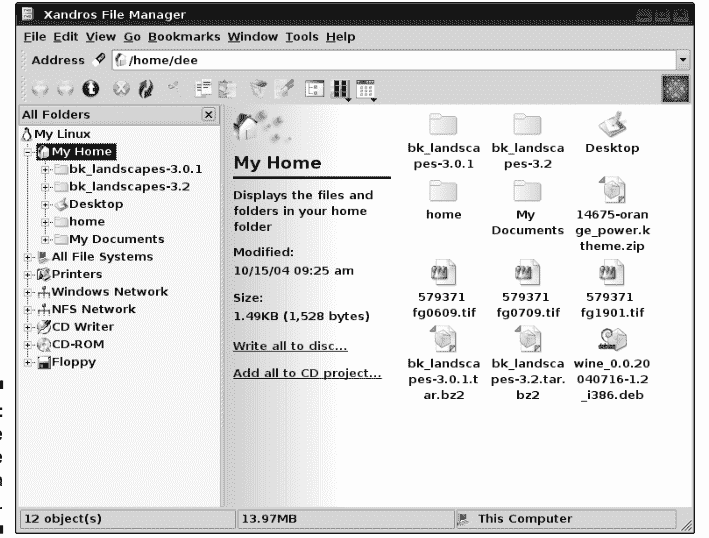 Xandros File Manager
File Edit View Go Bookmarks Window Tools Help
Address /home/dee
All Folders
My Linux
My Home
bk_landscapes-3.0.1
bk_landscapes-3.2
Desktop
home
My Documents
All File Systems
Printers
Windows Network
NFS Network
CD Writer
CD-ROM
Floppy
My Home
Displays the files and
folders in your home
folder
Modified:
10/15/04 09:25 am
Size:
1.49KB (1,528 bytes)
Write all to disc...
Add all to CD project...
bk_landsca
pes-3.0.1
bk_landsca
pes-3.2
Desktop
home
My
Documents
14675-oran
ge_power.k
theme.zip
579371
fg0609.tif
579371
fg0709.tif
579371
fg1901.tif
bk_landsca
pes-3.0.1.t
ar.bz2
bk_landsca
pes-3.2.tar.
bz2
wine_0.0.20
040716-1.2
_i386.deb
12 object(s)
13.97MB
This Computer